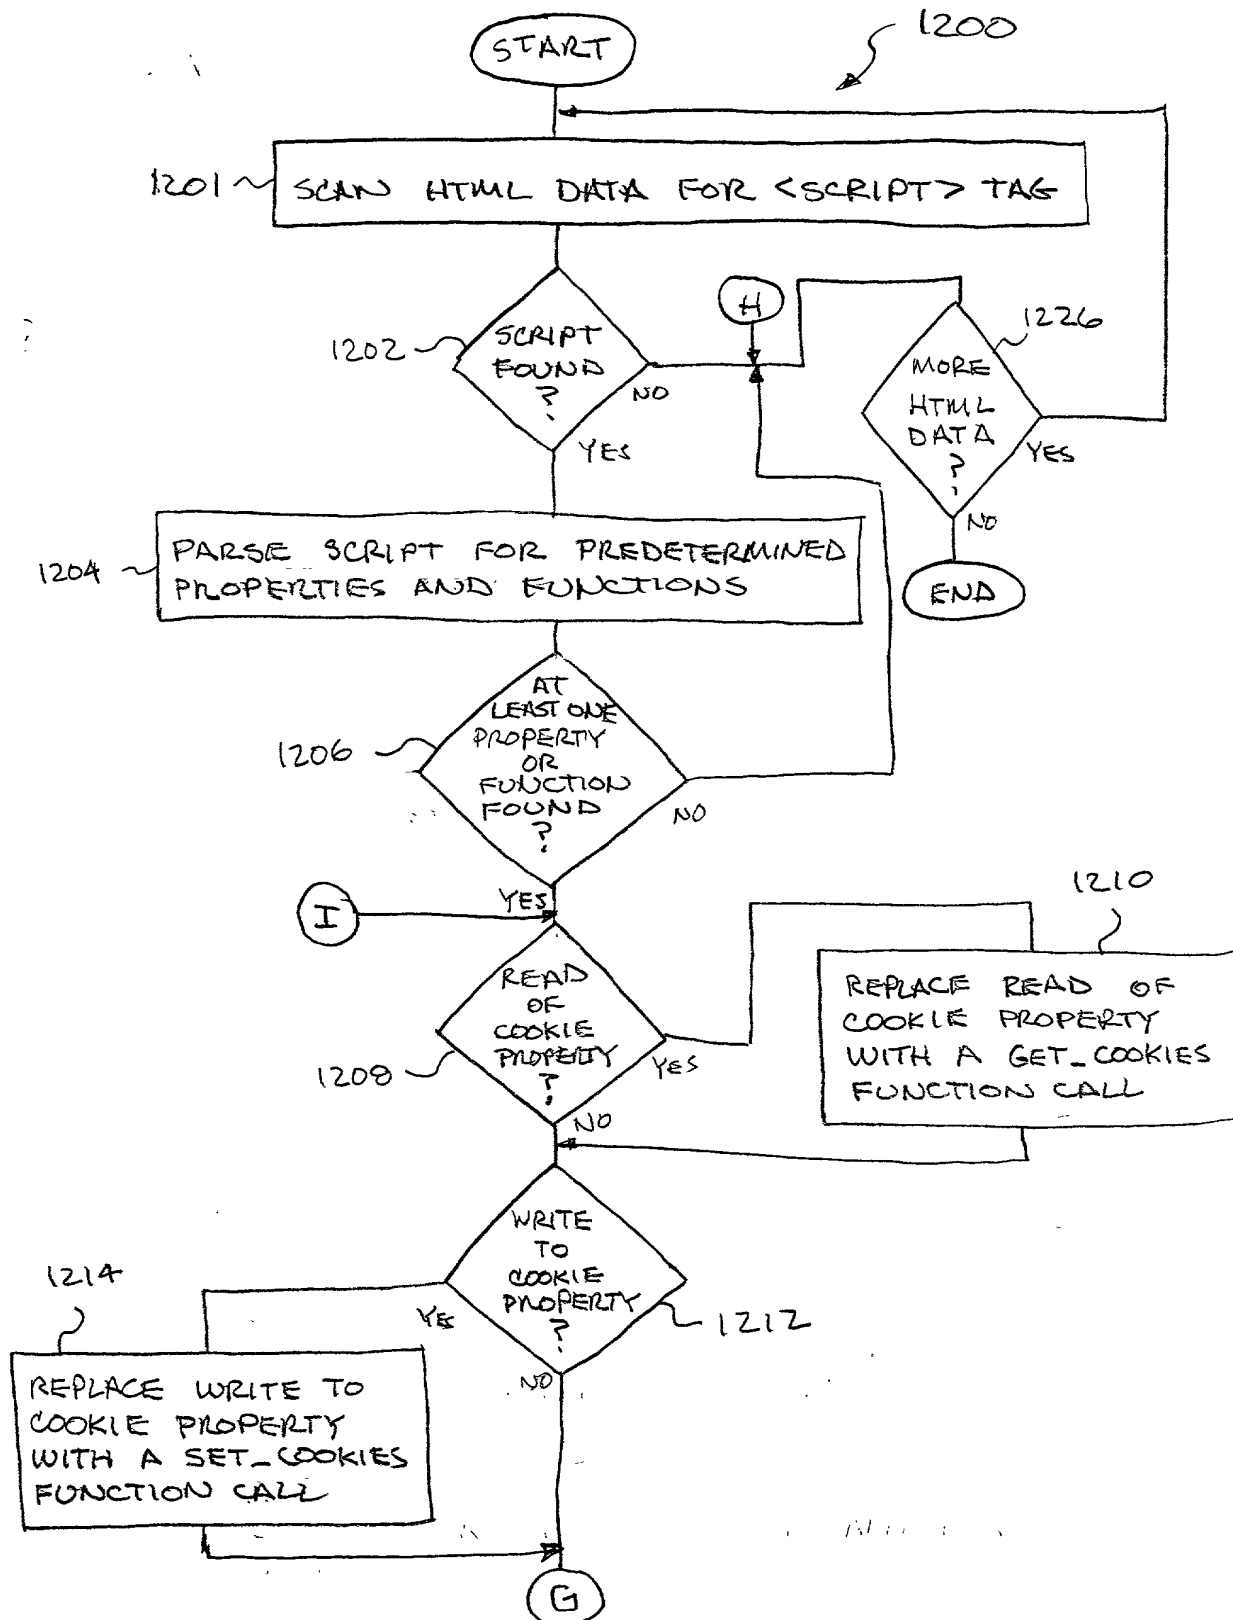 START
1200
1201
SCAN HTML DATA FOR <SCRIPT> TAG
H
1202
SCRIPT
FOUND
?
NO
YES
1226
MORE
HTML
DATA
?
YES
NO
END
1204
PARSE SCRIPT FOR PREDETERMINED
PROPERTIES AND FUNCTIONS
1206
AT
LEAST ONE
PROPERTY
OR
FUNCTION
FOUND
?
NO
YES
I
1208
READ
OF
COOKIE
PROPERTY
?
YES
NO
1210
REPLACE READ OF
COOKIE PROPERTY
WITH A GET_COOKIES
FUNCTION CALL
WRITE
TO
COOKIE
PROPERTY
?
1212
YES
NO
1214
REPLACE WRITE TO
COOKIE PROPERTY
WITH A SET_COOKIES
FUNCTION CALL
G